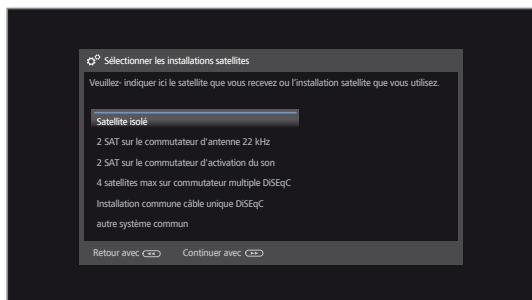 Sélectionner les installations satellites
Veuillez- indiquer ici le satellite que vous recevez ou l'installation satellite que vous utilisez.
Satellite isolé
2 SAT sur le commutateur d'antenne 22 kHz
2 SAT sur le commutateur d'activation du son
4 satellites max sur commutateur multiple DiSEqC
Installation commune câble unique DiSEqC
autre système commun
Retour avec Continuer avec